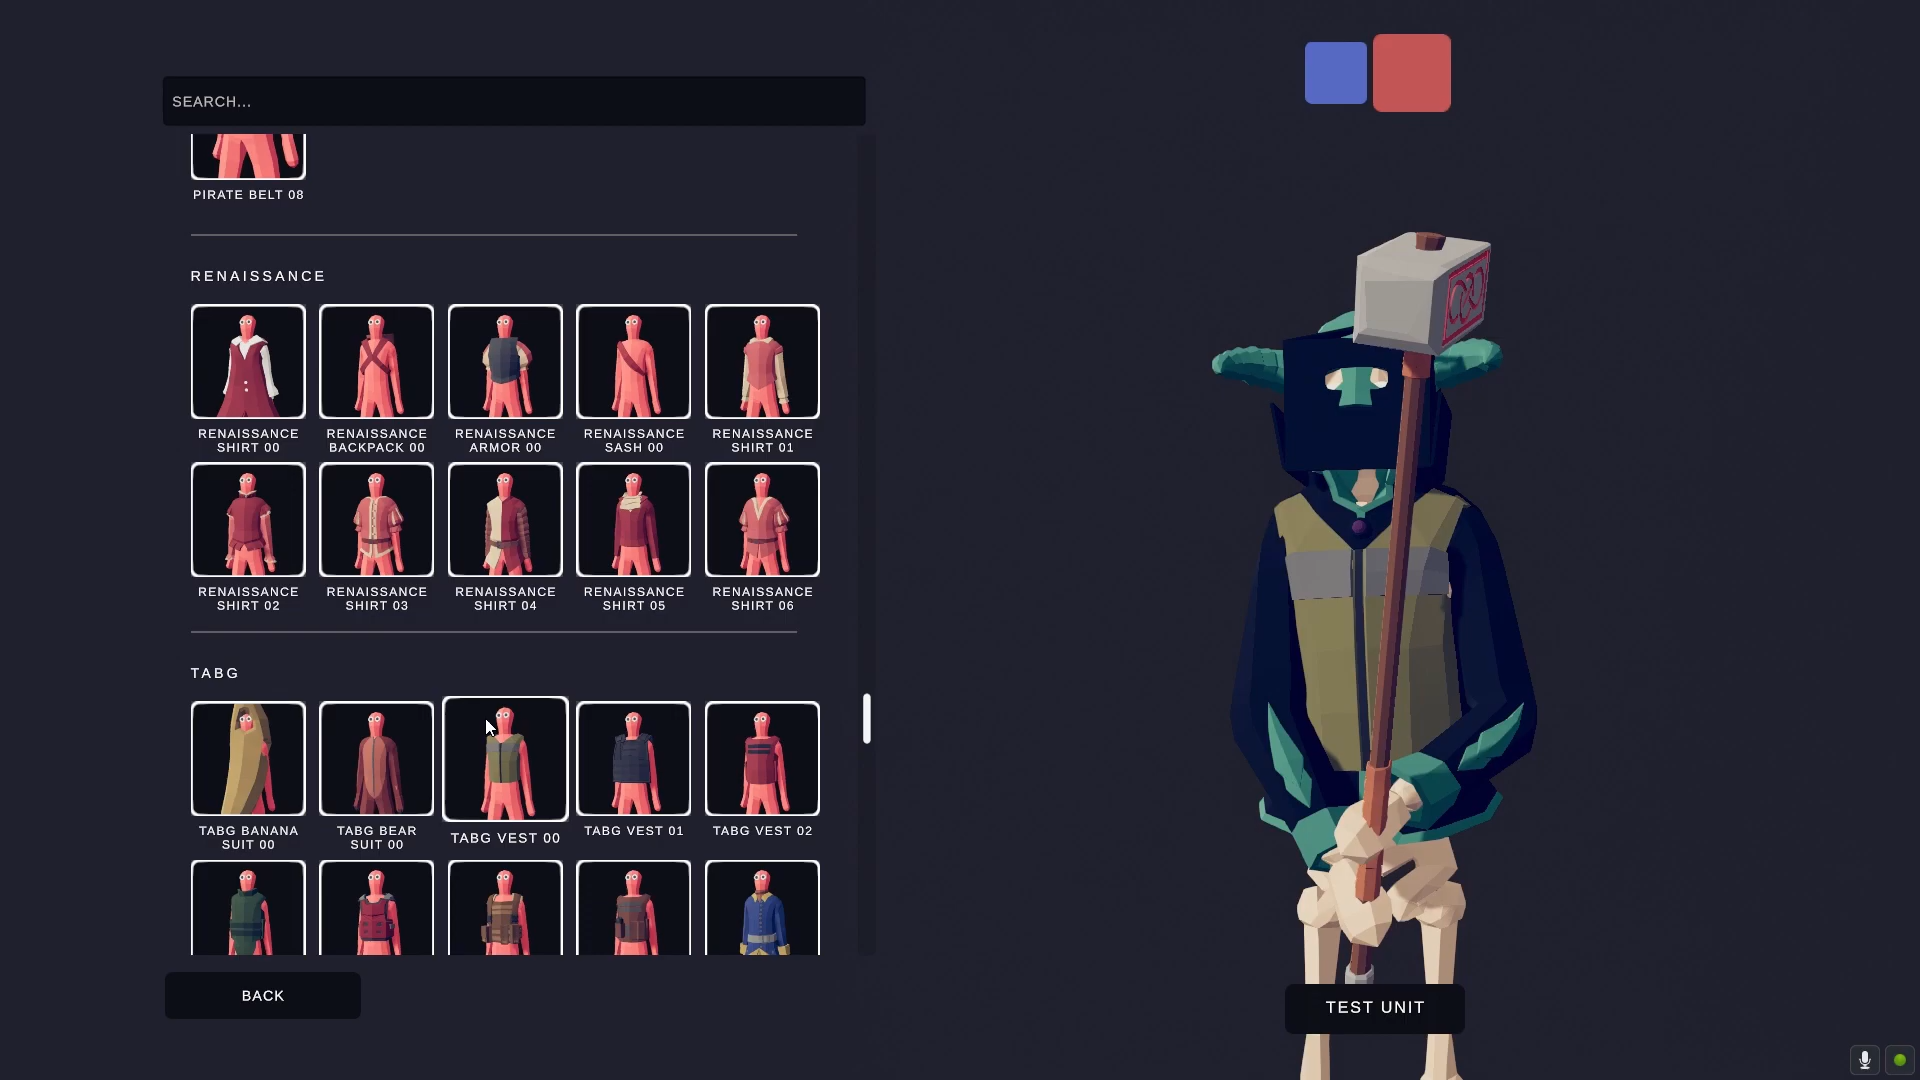 SEARCH...
PIRATE BELT 08
RENAISSANCE
RENAISSANCE
SHIRT 00
RENAISSANCE
BACKPACK 00
RENAISSANCE
ARMOR 00
RENAISSANCE
SASH 00
RENAISSANCE
SHIRT 01
RENAISSANCE
SHIRT 02
RENAISSANCE
SHIRT 03
RENAISSANCE
SHIRT 04
RENAISSANCE
SHIRT 05
RENAISSANCE
SHIRT 06
TABG
TABG BANANA
SUIT 00
TABG BEAR
SUIT 00
TABG VEST 00
TABG VEST 01
TABG VEST 02
BACK
TEST UNIT